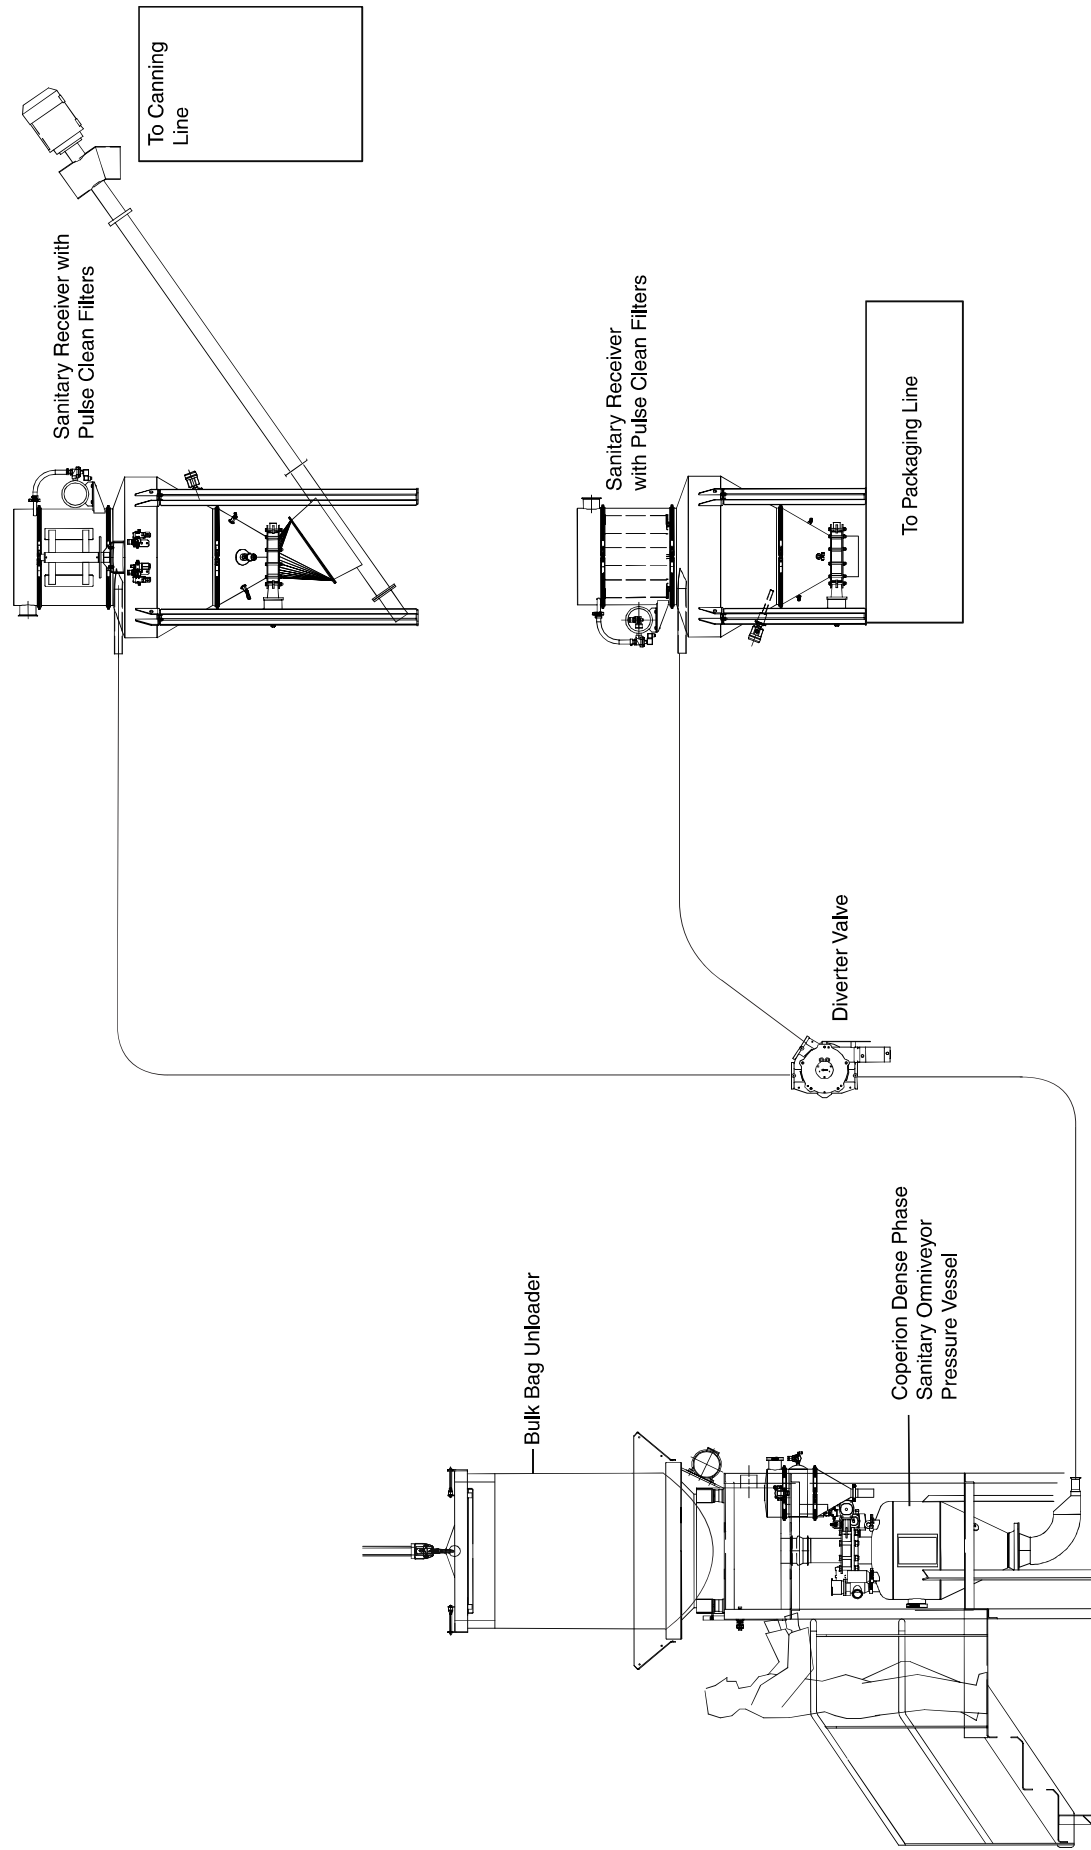 Bulk Bag Unloader
Coperion Dense Phase
Sanitary Omniveyor
Pressure Vessel
Diverter Valve
Sanitary Receiver with
Pulse Clean Filters
To Canning
Line
Sanitary Receiver
with Pulse Clean Filters
To Packaging Line